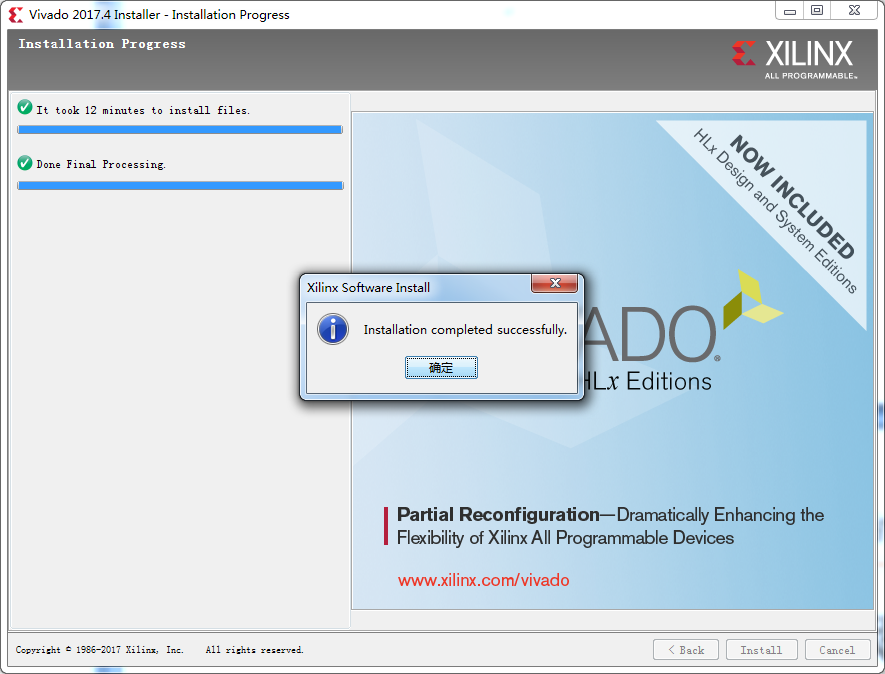 Vivado 2017.4 Installer - Installation Progress
Installation Progress
XILINX
ALL PROGRAMMABLE™
It took 12 minutes to install files.
Done Final Processing.
NOW INCLUDED
HLx Design and System Editions
Xilinx Software Install
Installation completed successfully.
确定
ADO®
HLx Editions
Partial Reconfiguration—Dramatically Enhancing the
Flexibility of Xilinx All Programmable Devices
www.xilinx.com/vivado
Copyright © 1986-2017 Xilinx, Inc. All rights reserved.
< Back Install Cancel